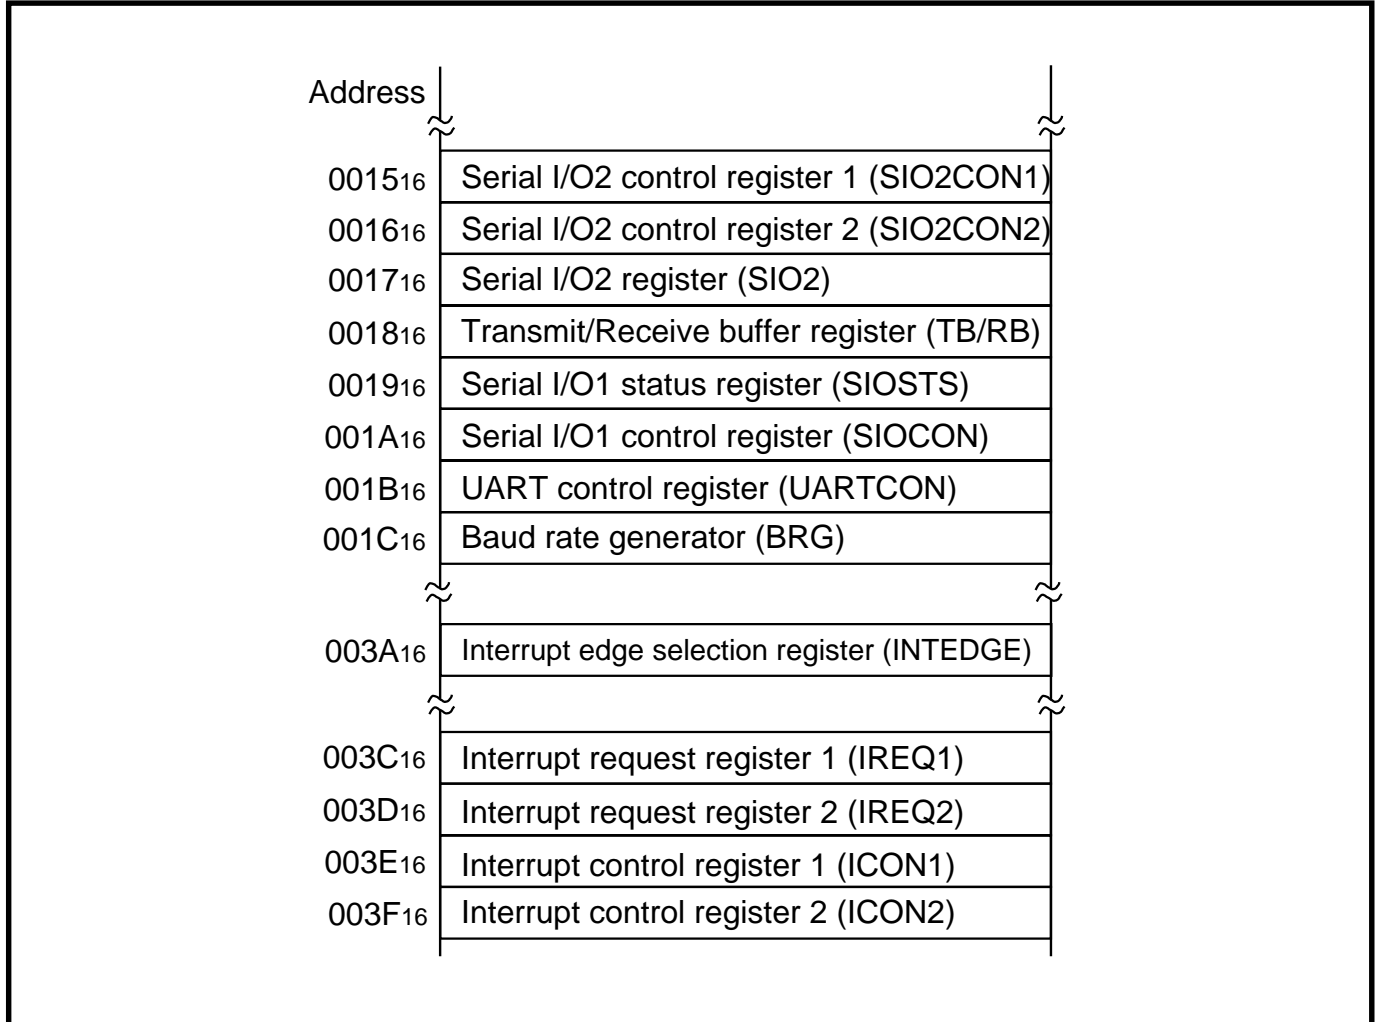 Address
0015₁₆ Serial I/O2 control register 1 (SIO2CON1)
0016₁₆ Serial I/O2 control register 2 (SIO2CON2)
0017₁₆ Serial I/O2 register (SIO2)
0018₁₆ Transmit/Receive buffer register (TB/RB)
0019₁₆ Serial I/O1 status register (SIOSTS)
001A₁₆ Serial I/O1 control register (SIOCON)
001B₁₆ UART control register (UARTCON)
001C₁₆ Baud rate generator (BRG)
003A₁₆ Interrupt edge selection register (INTEDGE)
003C₁₆ Interrupt request register 1 (IREQ1)
003D₁₆ Interrupt request register 2 (IREQ2)
003E₁₆ Interrupt control register 1 (ICON1)
003F₁₆ Interrupt control register 2 (ICON2)